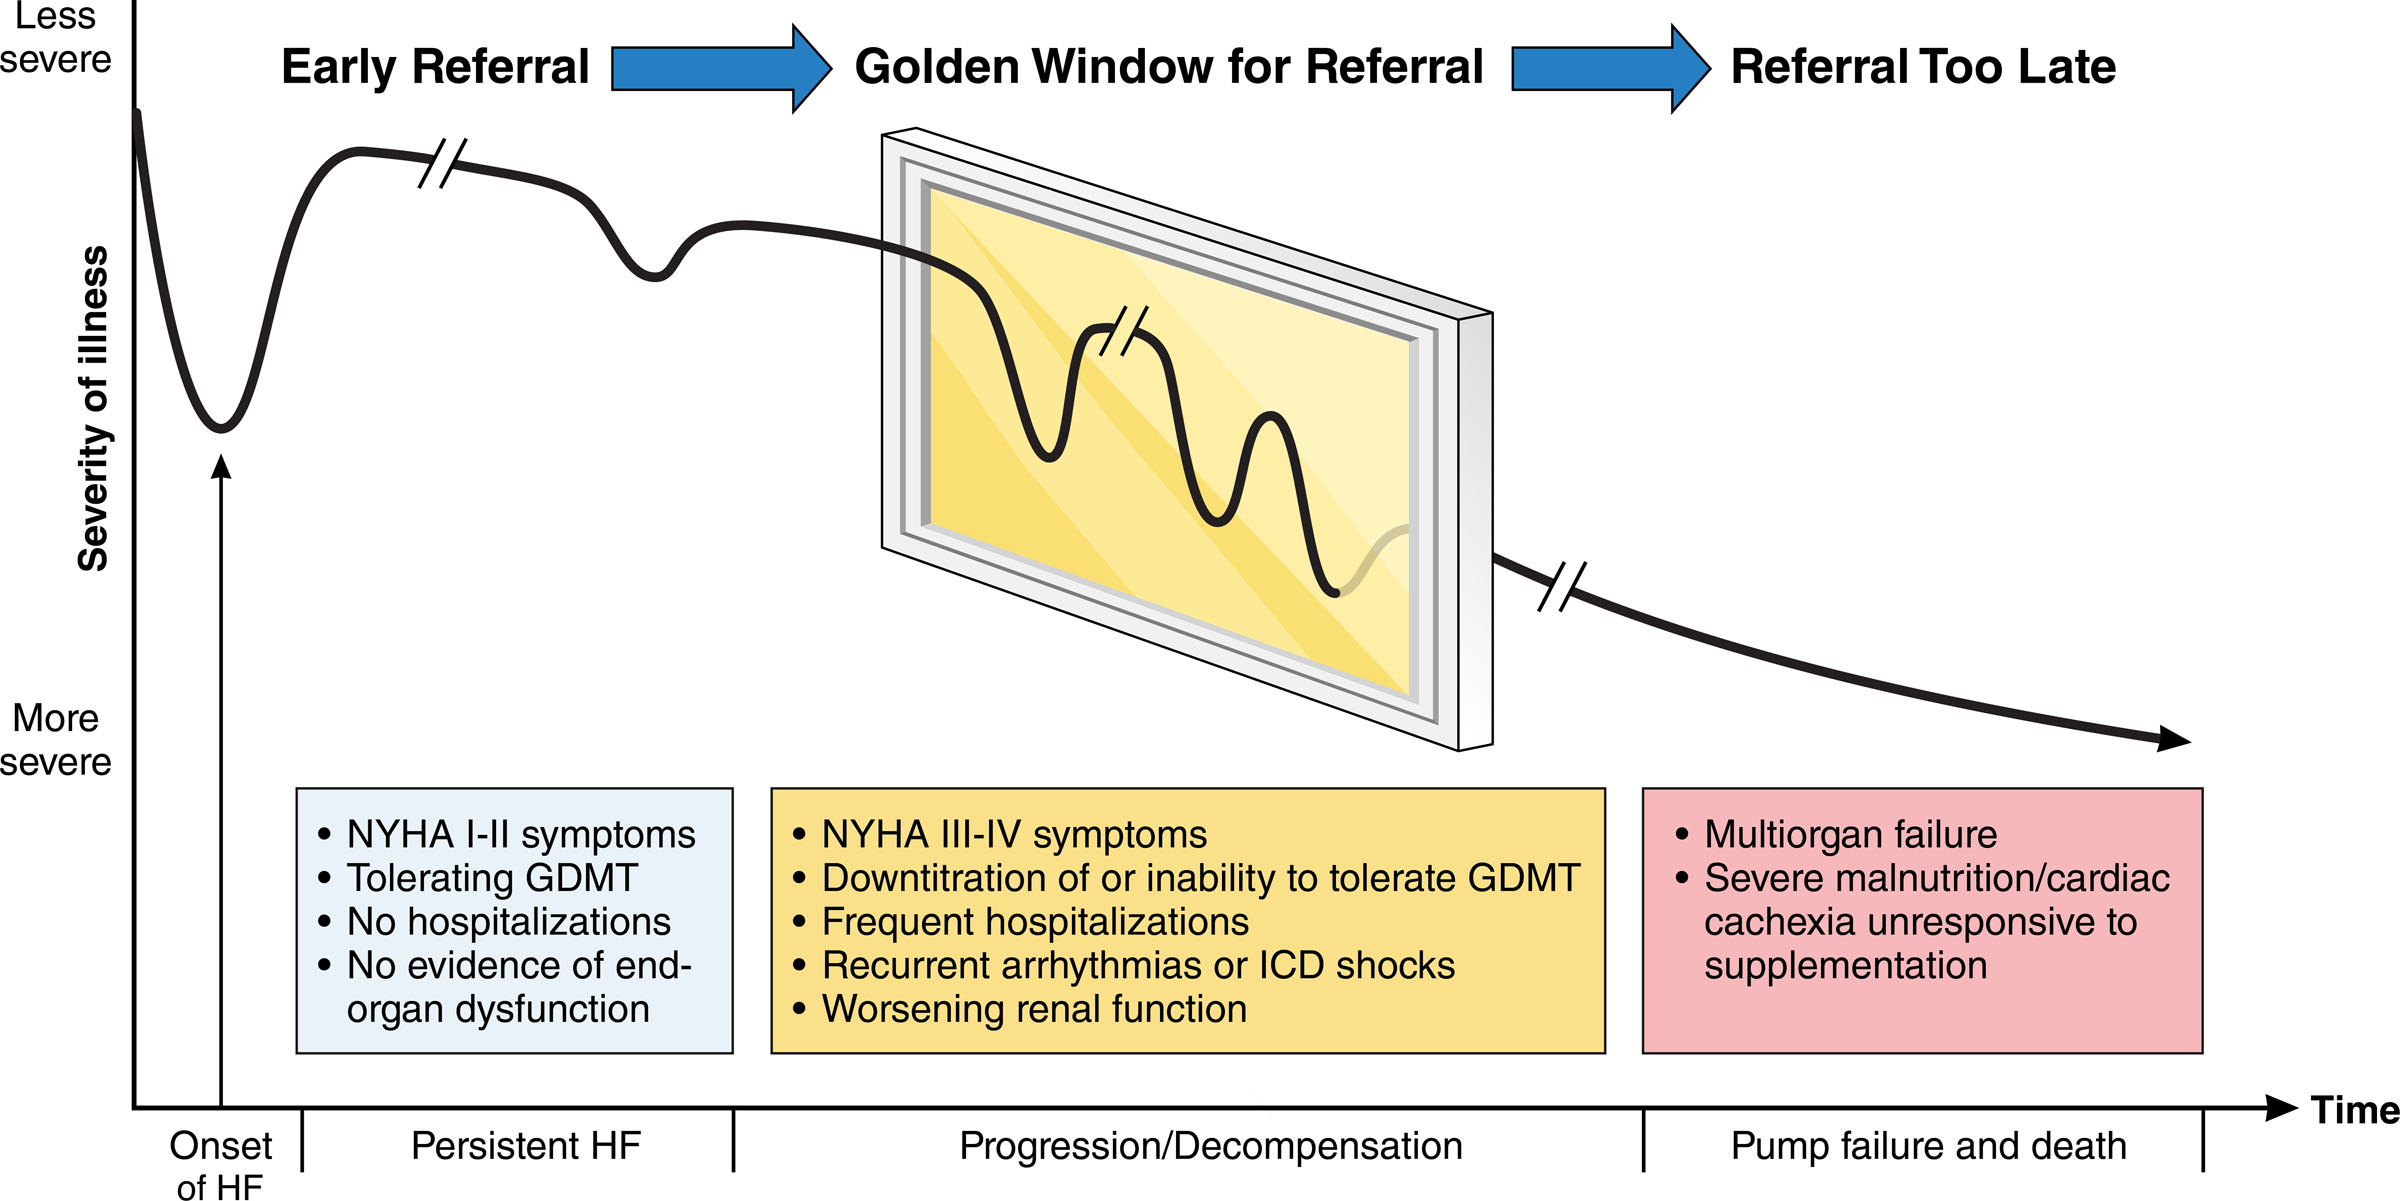 Less
severe
Early Referral
Golden Window for Referral
Referral Too Late
Severity of illness
More
severe
• NYHA I-II symptoms
• Tolerating GDMT
• No hospitalizations
• No evidence of end-
organ dysfunction
• NYHA III-IV symptoms
• Downtitration of or inability to tolerate GDMT
• Frequent hospitalizations
• Recurrent arrhythmias or ICD shocks
• Worsening renal function
• Multiorgan failure
• Severe malnutrition/cardiac
cachexia unresponsive to
supplementation
Time
Onset
of HF
Persistent HF
Progression/Decompensation
Pump failure and death